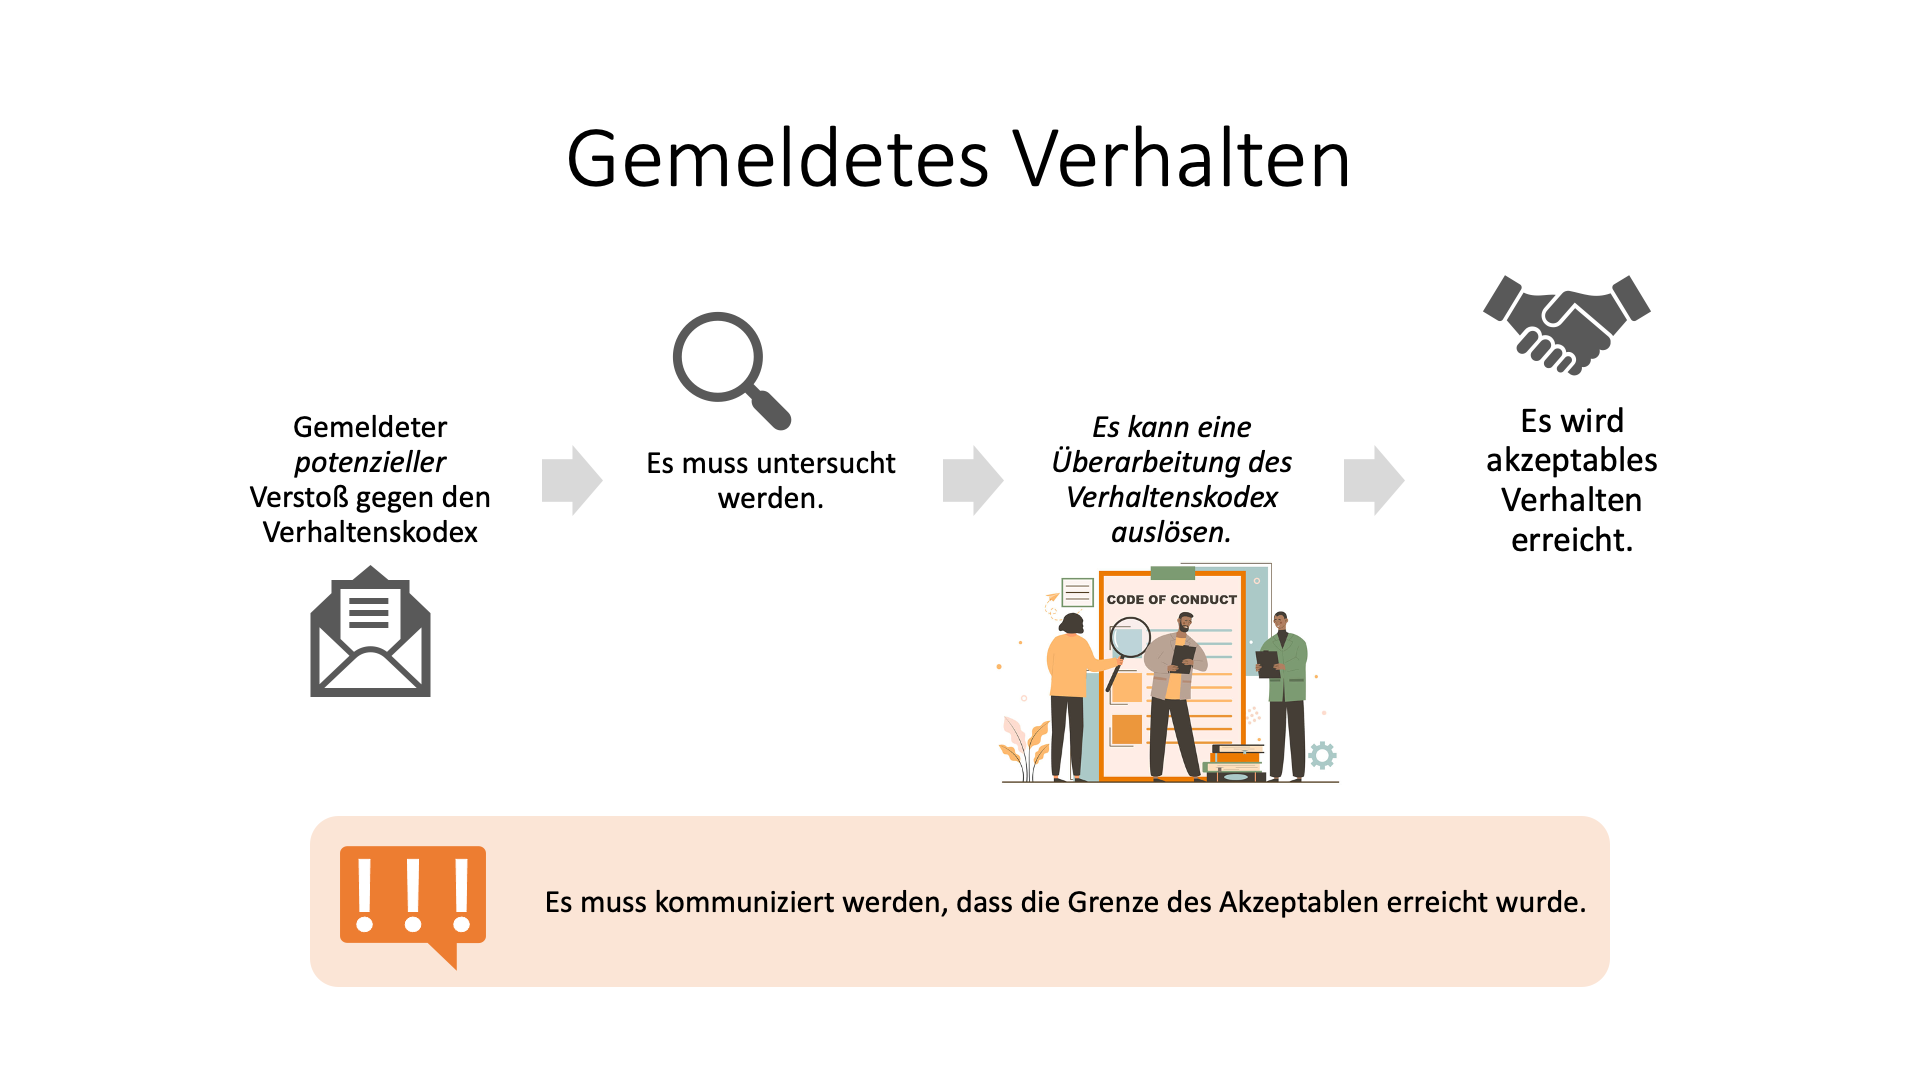 Gemeldetes Verhalten
Gemeldeter
potenzieller
Verstoß gegen den
Verhaltenskodex
Es muss untersucht
werden.
Es kann eine
Überarbeitung des
Verhaltenskodex
auslösen.
CODE OF CONDUCT
Es wird
akzeptables
Verhalten
erreicht.
! ! !
Es muss kommuniziert werden, dass die Grenze des Akzeptablen erreicht wurde.